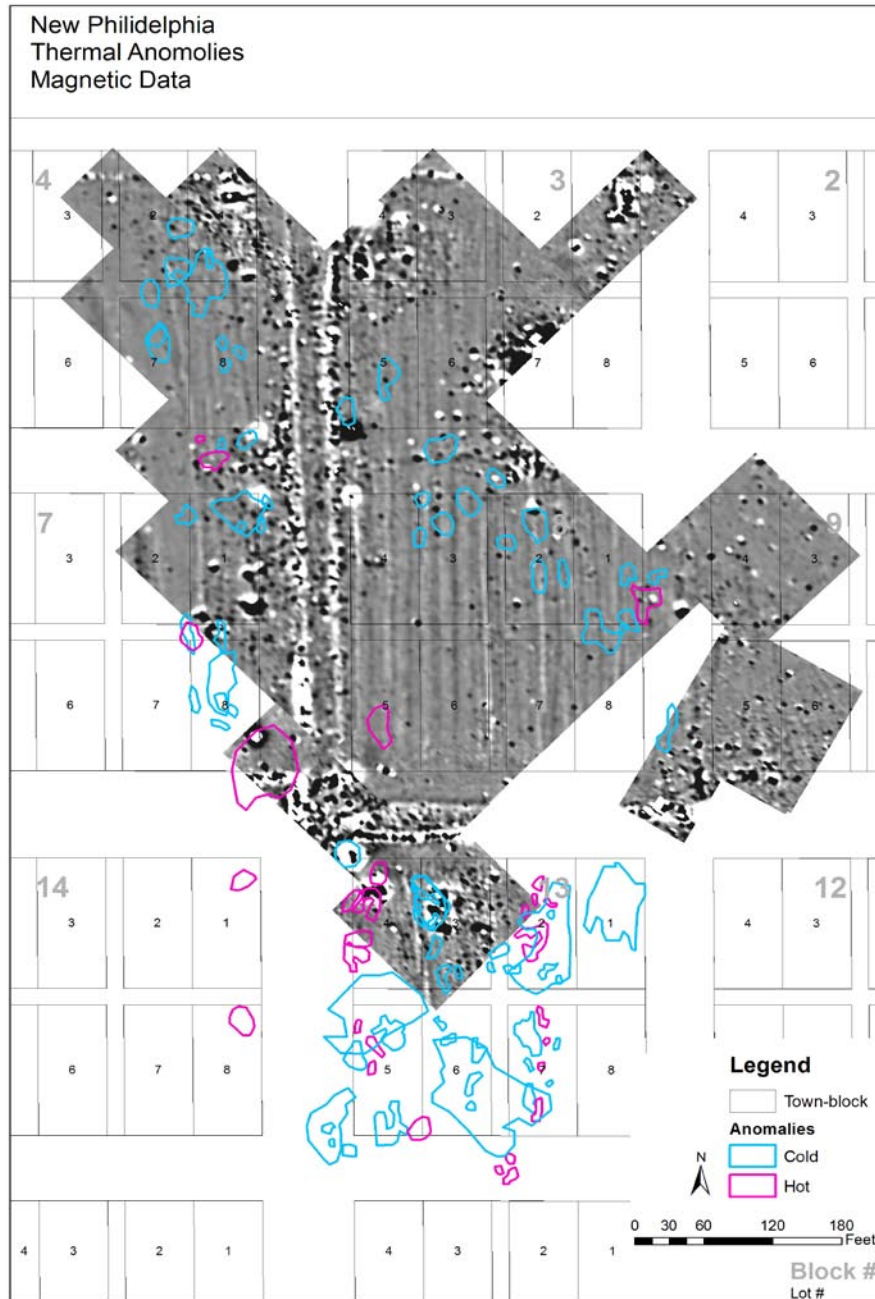 New Philidelphia
Thermal Anomolies
Magnetic Data
4 3 2
3 2 4 3 2 4 3
6 7 8 5 6 7 5 6
7 9
3 2 1 4 3 2 1 4 3
6 7 8 5 6 7 8 5 6
14 13 12
3 2 1 4 3 2 1 4 3
6 7 8 5 6 7 8
Legend
Town-block
Anomalies
Cold
Hot
N
0 30 60 120 180
Feet
4 3 2 1 4 3 2 1
Block #
Lot #